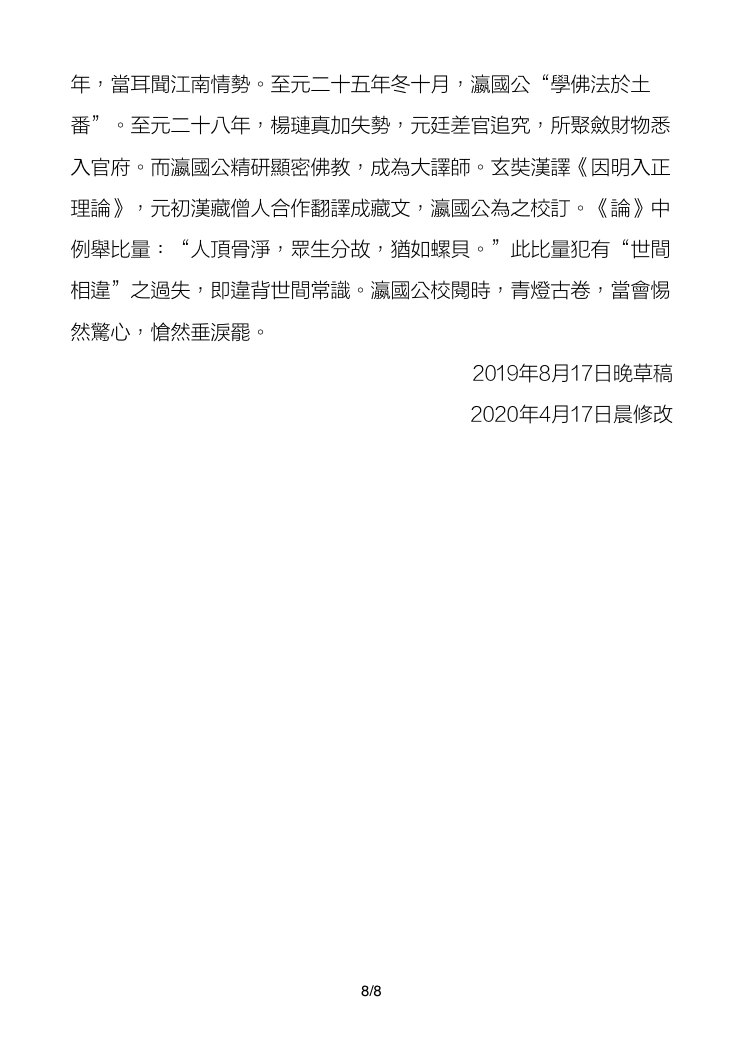 年，當耳聞江南情勢。至元二十五年冬十月，瀛國公“學佛法於土
番”。至元二十八年，楊璉真加失勢，元廷差官追究，所聚斂財物悉
入官府。而瀛國公精研顯密佛教，成為大譯師。玄奘漢譯《因明入正
理論》，元初漢藏僧人合作翻譯成藏文，瀛國公為之校訂。《論》中
例舉比量：“人頂骨淨，眾生分故，猶如螺貝。”此比量犯有“世間
相違”之過失，即違背世間常識。瀛國公校閱時，青燈古卷，當會惕
然驚心，愴然垂淚罷。
2019年8月17日晚草稿
2020年4月17日晨修改
8/8